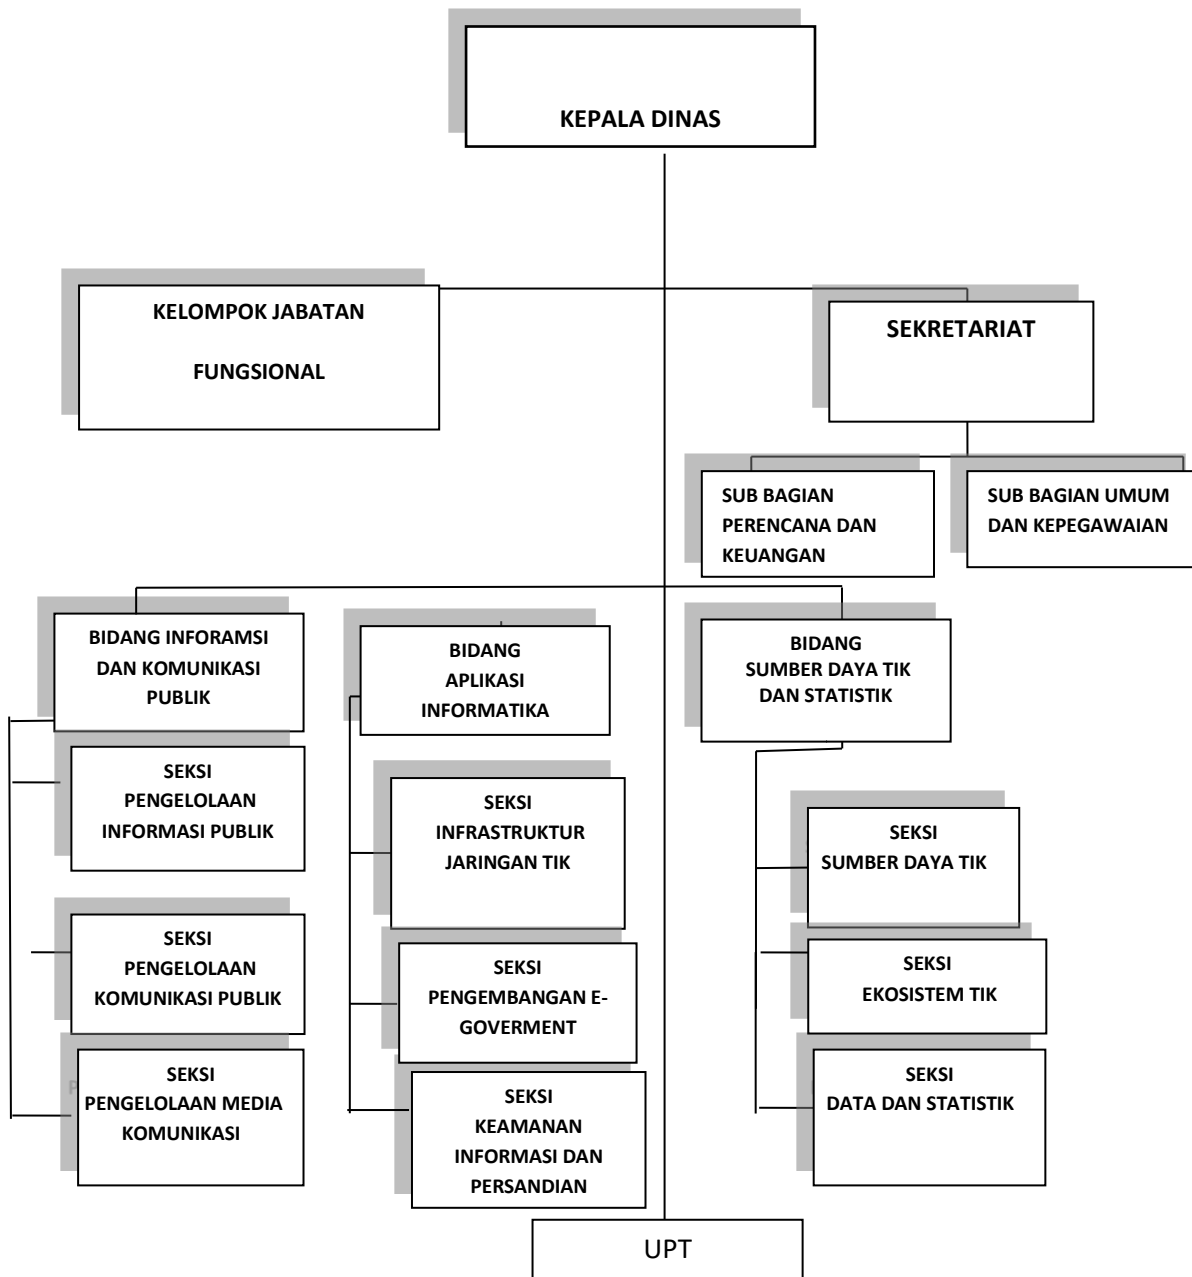 KEPALA DINAS
KELOMPOK JABATAN
FUNGSIONAL
SEKRETARIAT
SUB BAGIAN
PERENCANA DAN
KEUANGAN
SUB BAGIAN UMUM
DAN KEPEGAWAIAN
BIDANG INFORAMSI
DAN KOMUNIKASI
PUBLIK
SEKSI
PENGELOLAAN
INFORMASI PUBLIK
SEKSI
PENGELOLAAN
KOMUNIKASI PUBLIK
SEKSI
PENGELOLAAN MEDIA
KOMUNIKASI
BIDANG
APLIKASI
INFORMATIKA
SEKSI
INFRASTRUKTUR
JARINGAN TIK
SEKSI
PENGEMBANGAN E-
GOVERMENT
SEKSI
KEAMANAN
INFORMASI DAN
PERSANDIAN
BIDANG
SUMBER DAYA TIK
DAN STATISTIK
SEKSI
SUMBER DAYA TIK
SEKSI
EKOSISTEM TIK
SEKSI
DATA DAN STATISTIK
UPT